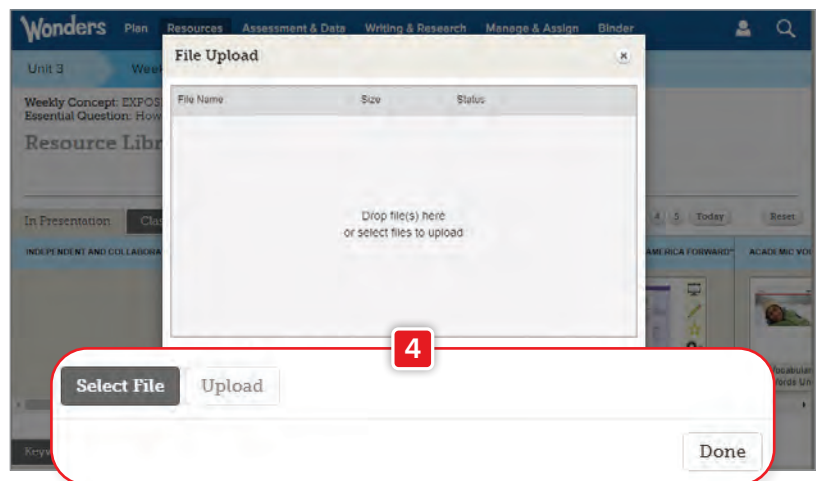 Wonders Plan Resources Assessment & Data Writing & Research Manage & Assign Binder
File Upload
Unit 3
Weekly Concept: EXPOS
Essential Question: How
Resource Libr
File Name Size Status
Drop file(s) here
or select files to upload
In Presentation 4 5 Today Reset
INDEPENDENT AND COLLABORA AMERICA FORWARD" ACADEMIC VO
4
Select File Upload
Done